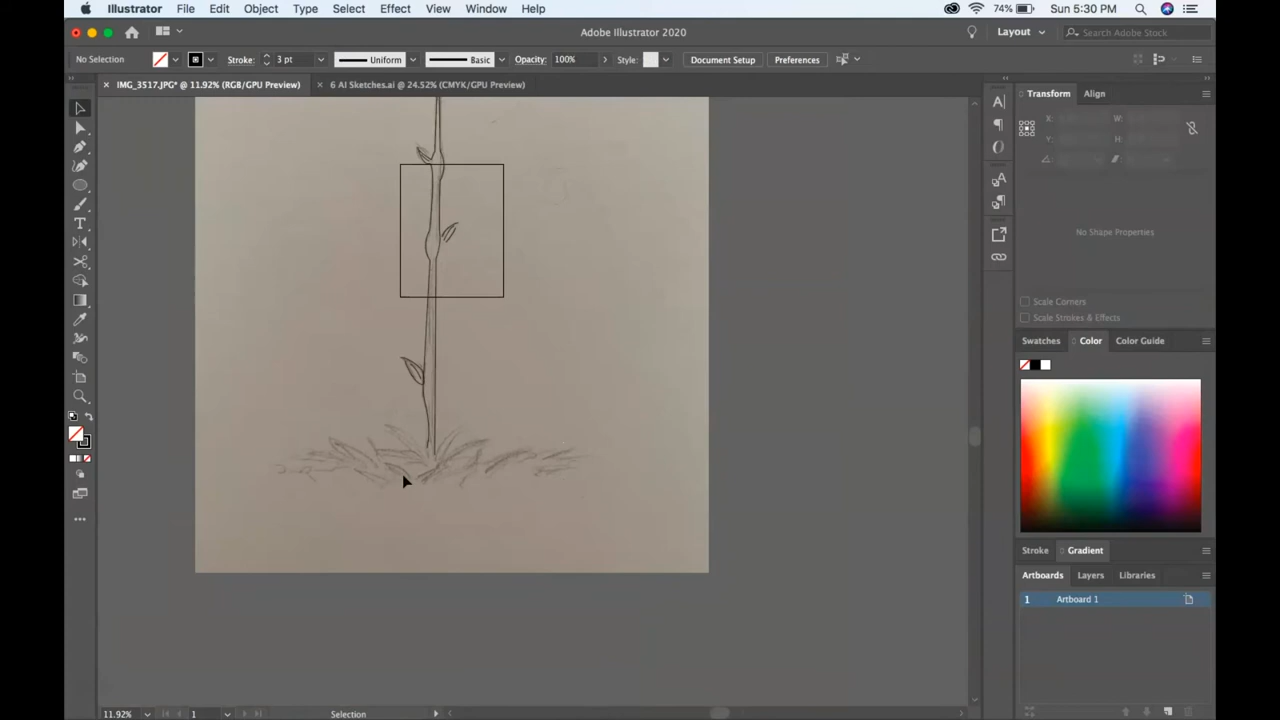 Illustrator File Edit Object Type Select Effect View Window Help 74% Sun 5:30 PM
Adobe Illustrator 2020 Layout Search Adobe Stock
No Selection Stroke: 3 pt Uniform Basic Opacity: 100% Style: Document Setup Preferences
× IMG_3517.JPG* @ 11.92% (RGB/GPU Preview) × 6 AI Sketches.ai @ 24.52% (CMYK/GPU Preview)
Transform Align
X: W:
Y: H:
No Shape Properties
Scale Corners
Scale Strokes & Effects
Swatches Color Color Guide
Stroke Gradient
Artboards Layers Libraries
1 Artboard 1
11.92% 1 Selection